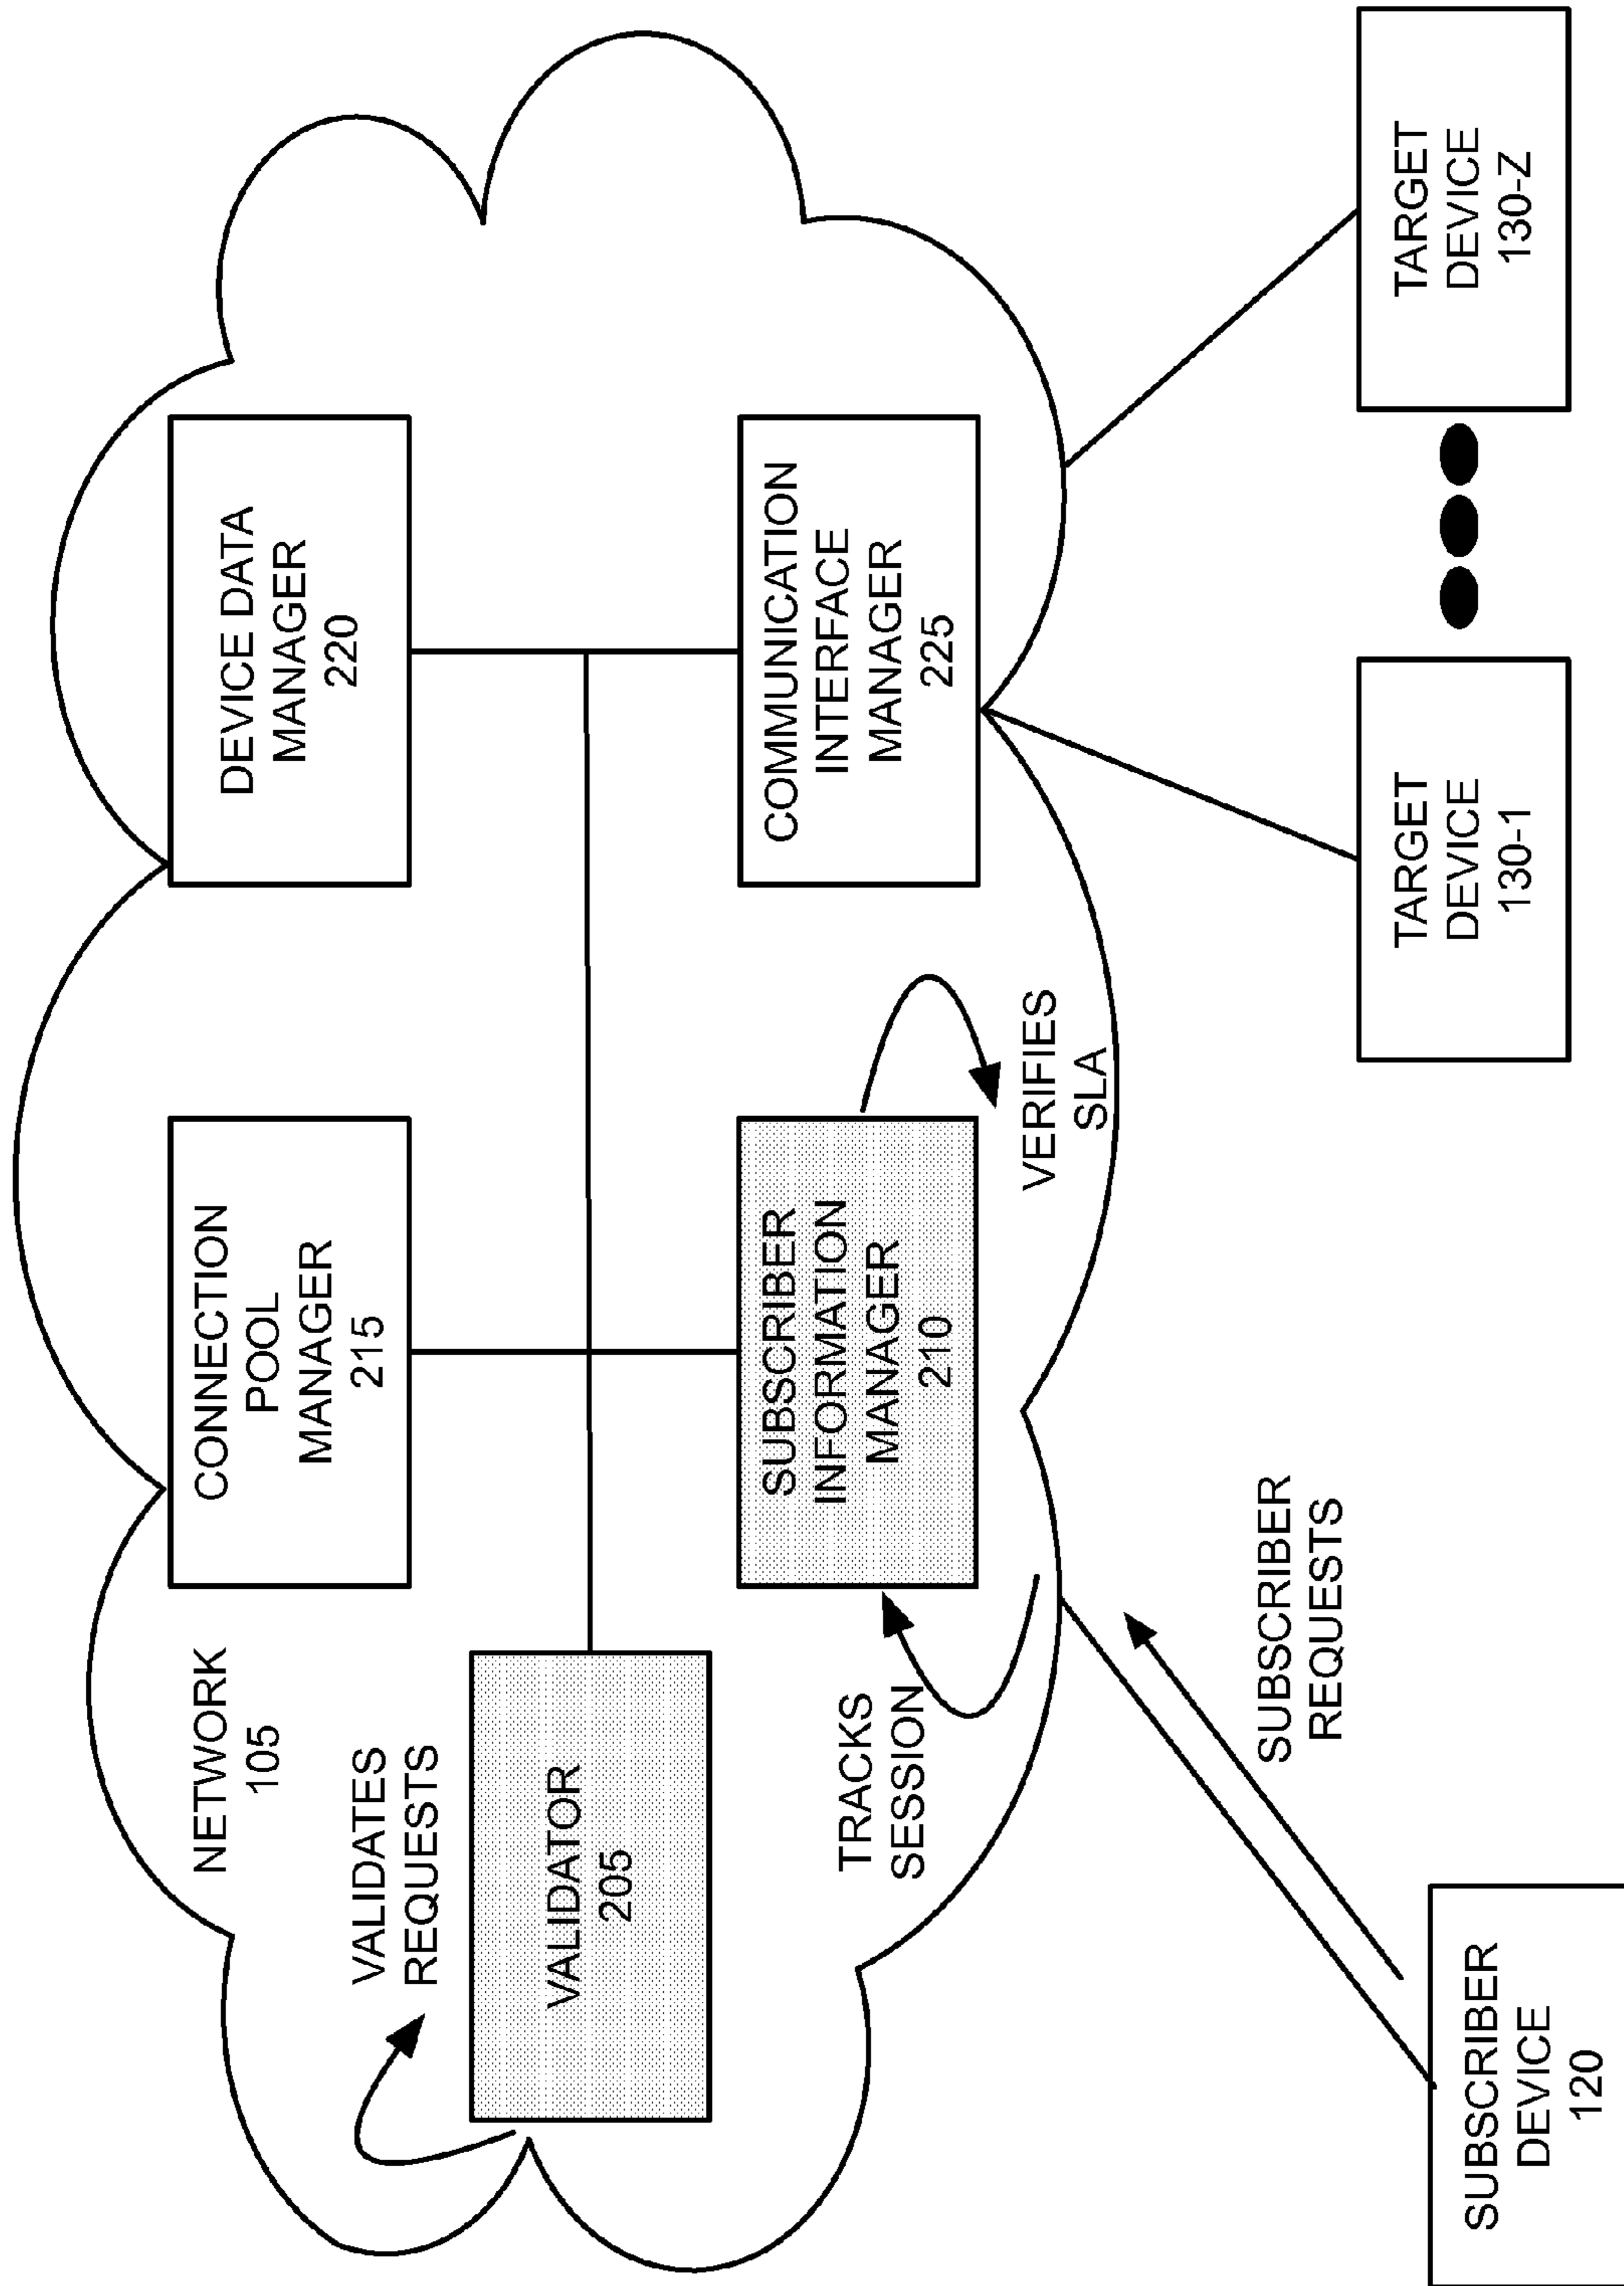 NETWORK
105
VALIDATES
REQUESTS
VALIDATOR
205
CONNECTION
POOL
MANAGER
215
DEVICE DATA
MANAGER
220
TRACKS
SESSION
SUBSCRIBER
INFORMATION
MANAGER
210
VERIFIES
SLA
COMMUNICATION
INTERFACE
MANAGER
225
SUBSCRIBER
REQUESTS
SUBSCRIBER
DEVICE
120
TARGET
DEVICE
130-1
TARGET
DEVICE
130-Z